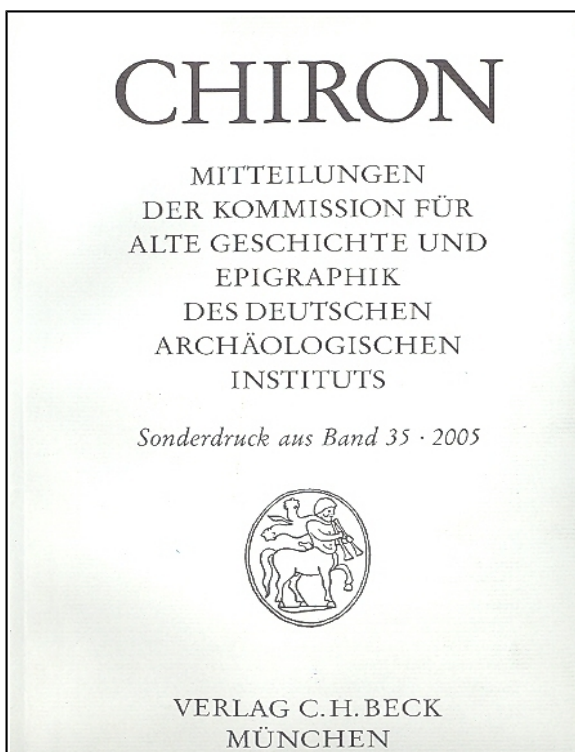 CHIRON
MITTEILUNGEN
DER KOMMISSION FÜR
ALTE GESCHICHTE UND
EPIGRAPHIK
DES DEUTSCHEN
ARCHÄOLOGISCHEN
INSTITUTS
Sonderdruck aus Band 35 · 2005
VERLAG C.H.BECK
MÜNCHEN